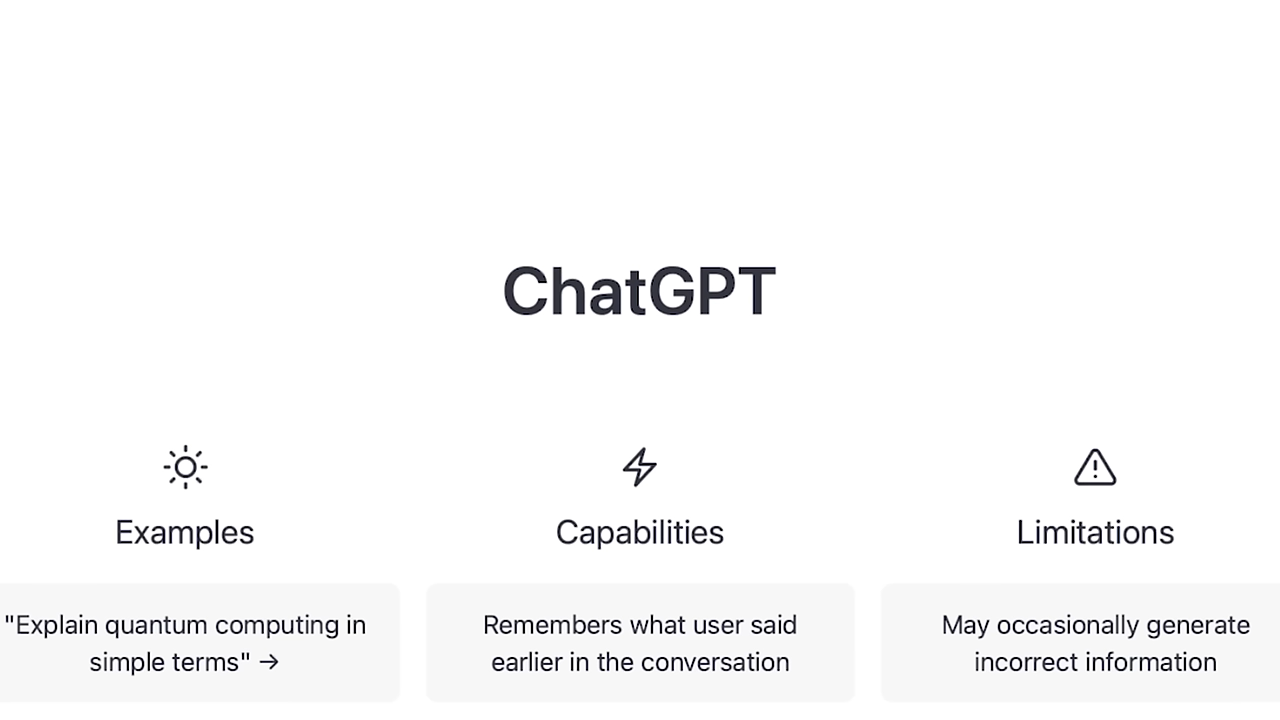 ChatGPT
Examples
Capabilities
Limitations
"Explain quantum computing in
simple terms" →
Remembers what user said
earlier in the conversation
May occasionally generate
incorrect information